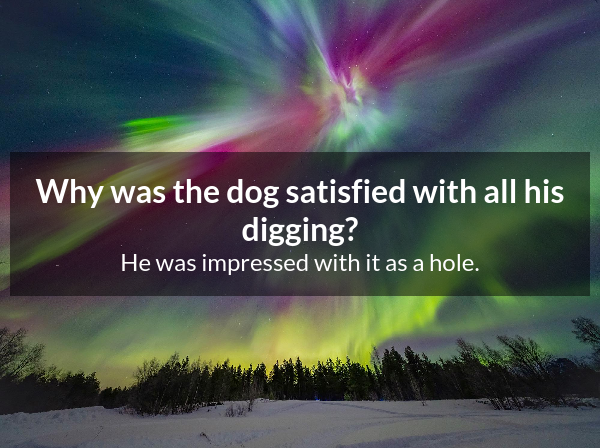 Why was the dog satisfied with all his
digging?
He was impressed with it as a hole.